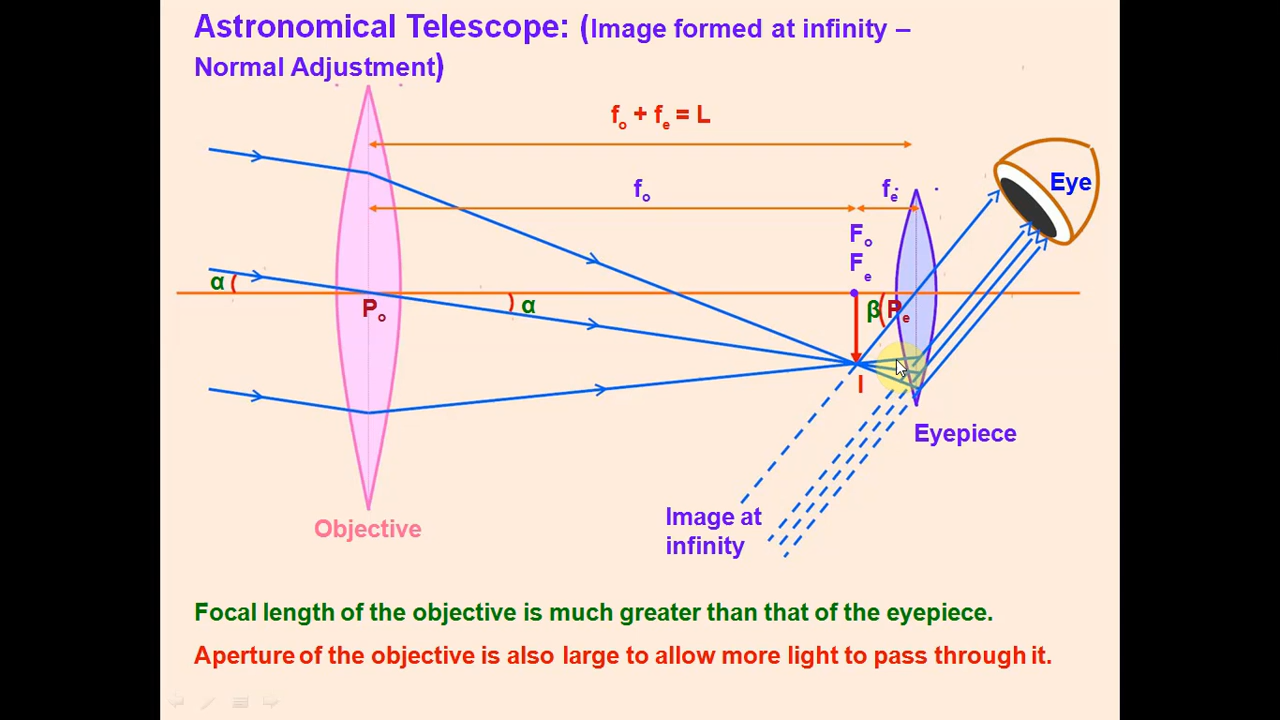 Astronomical Telescope: (Image formed at infinity –
Normal Adjustment)
fo + fe = L
fo
fe
Eye
Fo
Fe
α
Po
α
β
Pe
I
Eyepiece
Image at
infinity
Objective
Focal length of the objective is much greater than that of the eyepiece.
Aperture of the objective is also large to allow more light to pass through it.